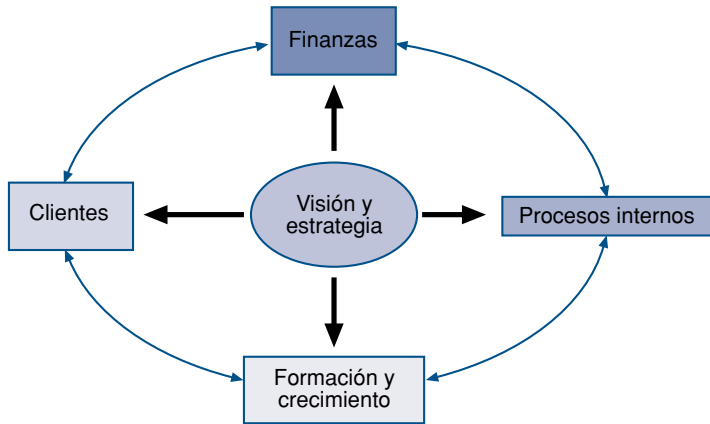 Finanzas
Clientes
Visión y
estrategia
Procesos internos
Formación y
crecimiento